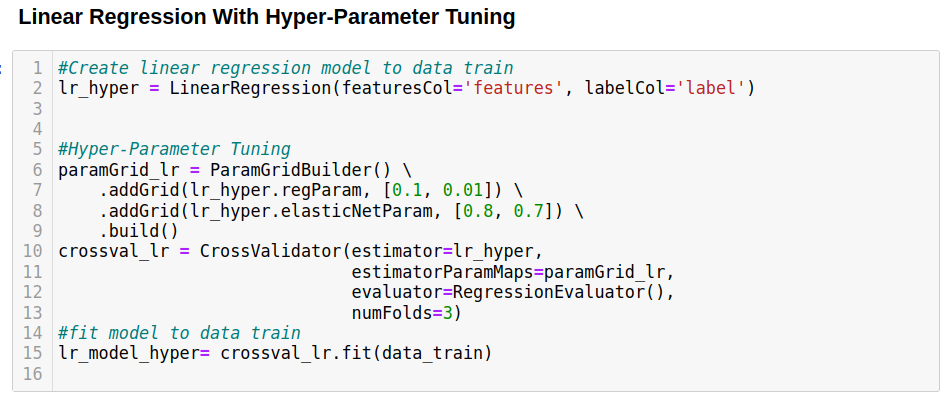 Linear Regression With Hyper-Parameter Tuning
1 #Create linear regression model to data train
2 lr_hyper = LinearRegression(featuresCol='features', labelCol='label')
3
4
5 #Hyper-Parameter Tuning
6 paramGrid_lr = ParamGridBuilder() \
7     .addGrid(lr_hyper.regParam, [0.1, 0.01]) \
8     .addGrid(lr_hyper.elasticNetParam, [0.8, 0.7]) \
9     .build()
10 crossval_lr = CrossValidator(estimator=lr_hyper,
11                              estimatorParamMaps=paramGrid_lr,
12                              evaluator=RegressionEvaluator(),
13                              numFolds=3)
14 #fit model to data train
15 lr_model_hyper= crossval_lr.fit(data_train)
16